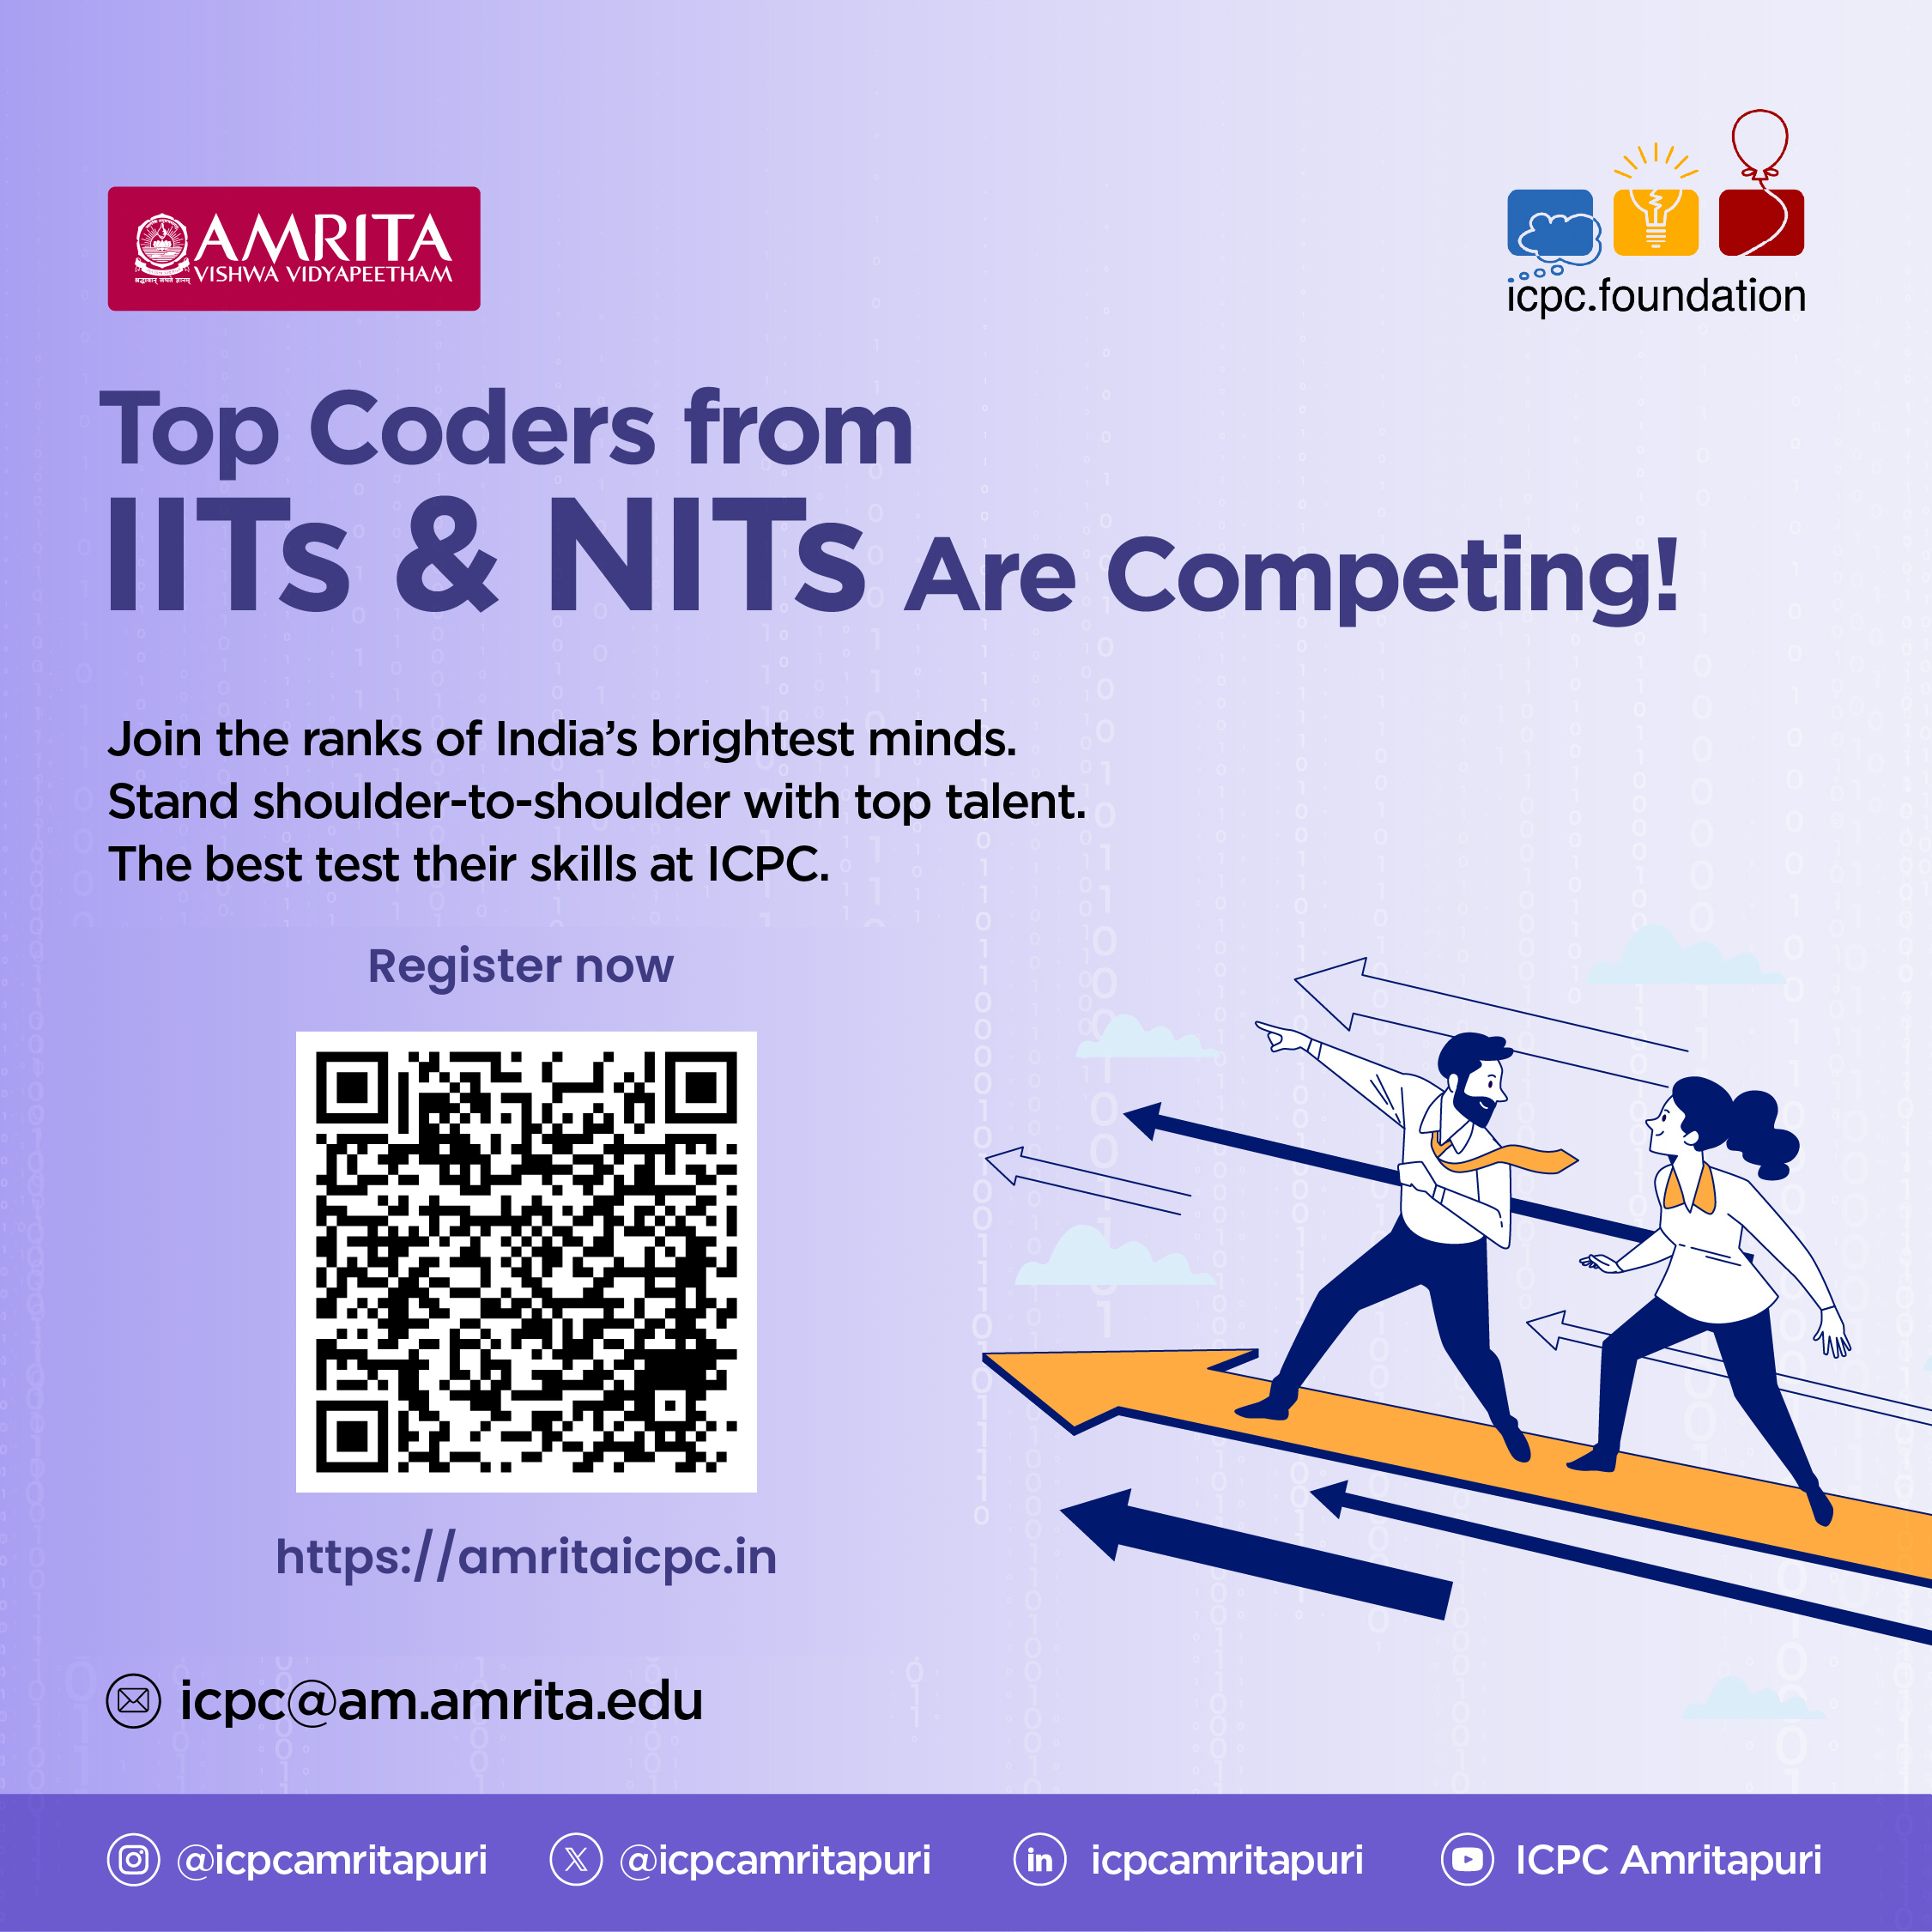 AMRITA
VISHWA VIDYAPEETHAM
icpc.foundation
Top Coders from
IITs & NITs Are Competing!
Join the ranks of India’s brightest minds.
Stand shoulder-to-shoulder with top talent.
The best test their skills at ICPC.
Register now
https://amritaicpc.in
icpc@am.amrita.edu
@icpcamritapuri
@icpcamritapuri
icpcamritapuri
ICPC Amritapuri